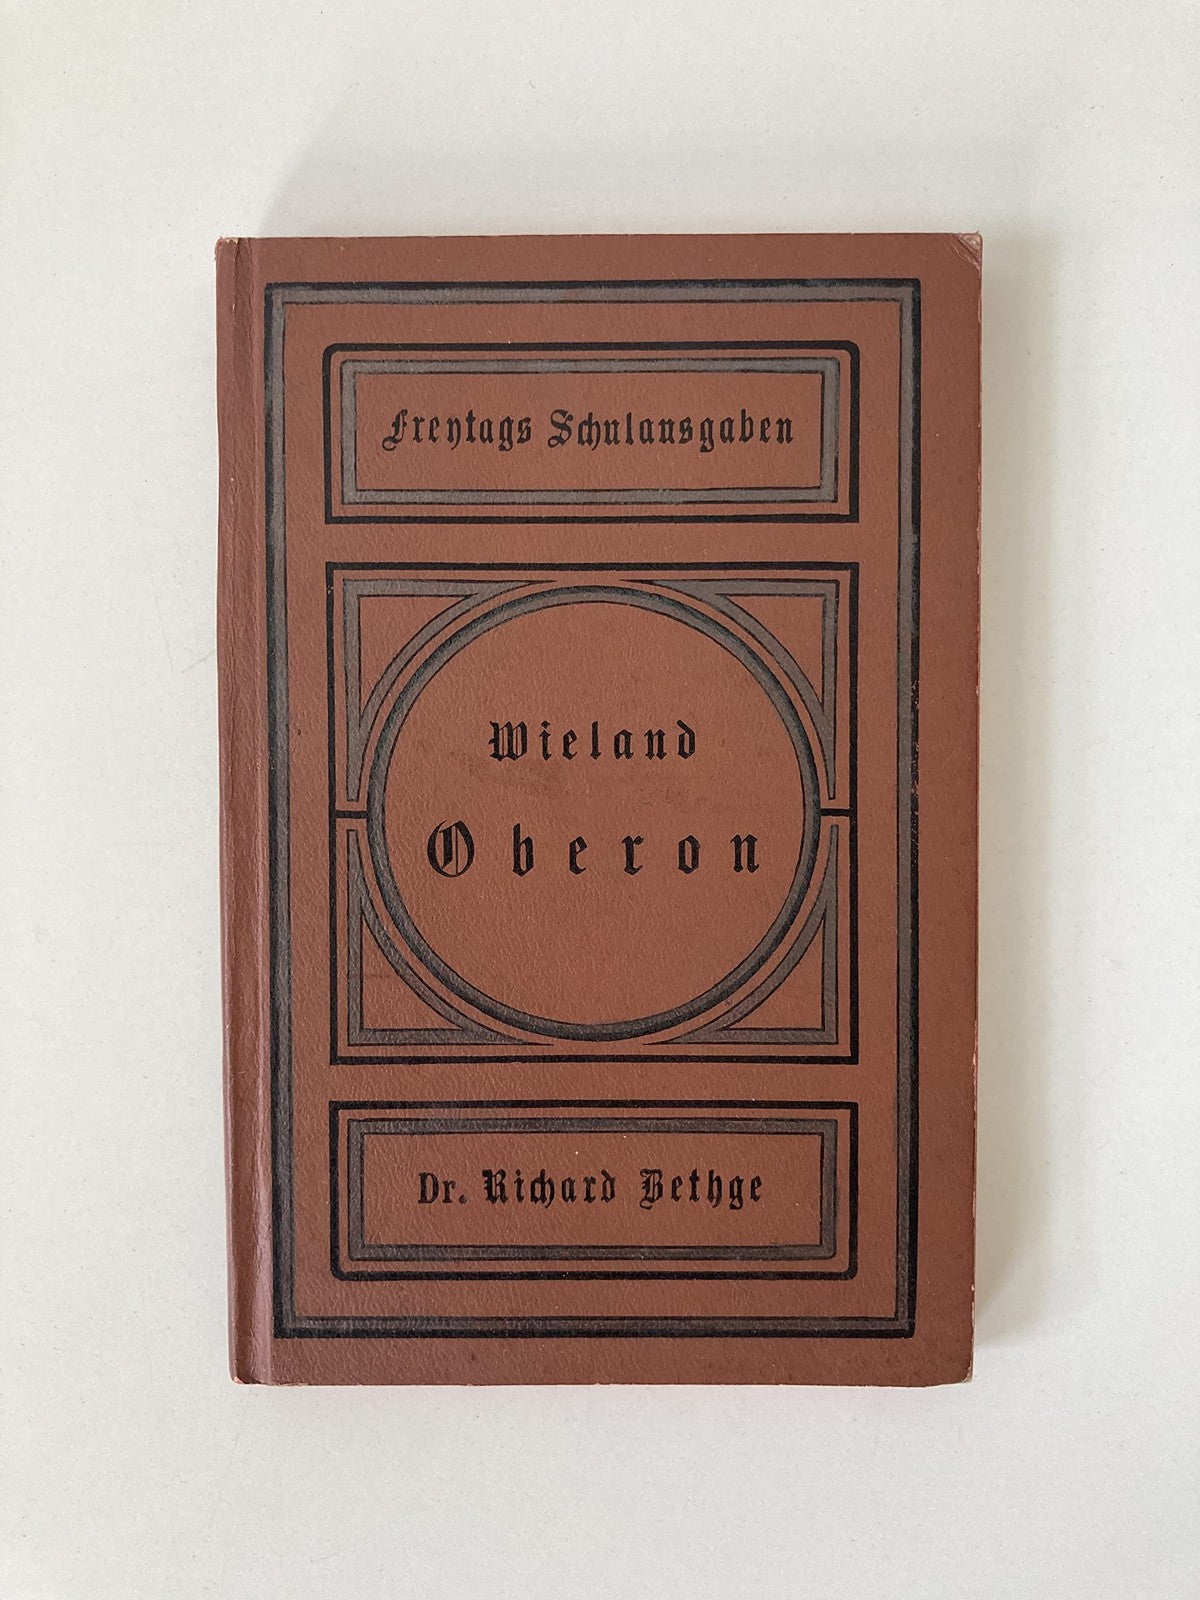 Freytags Schulausgaben
Wieland
Oberon
Dr. Richard Bethge